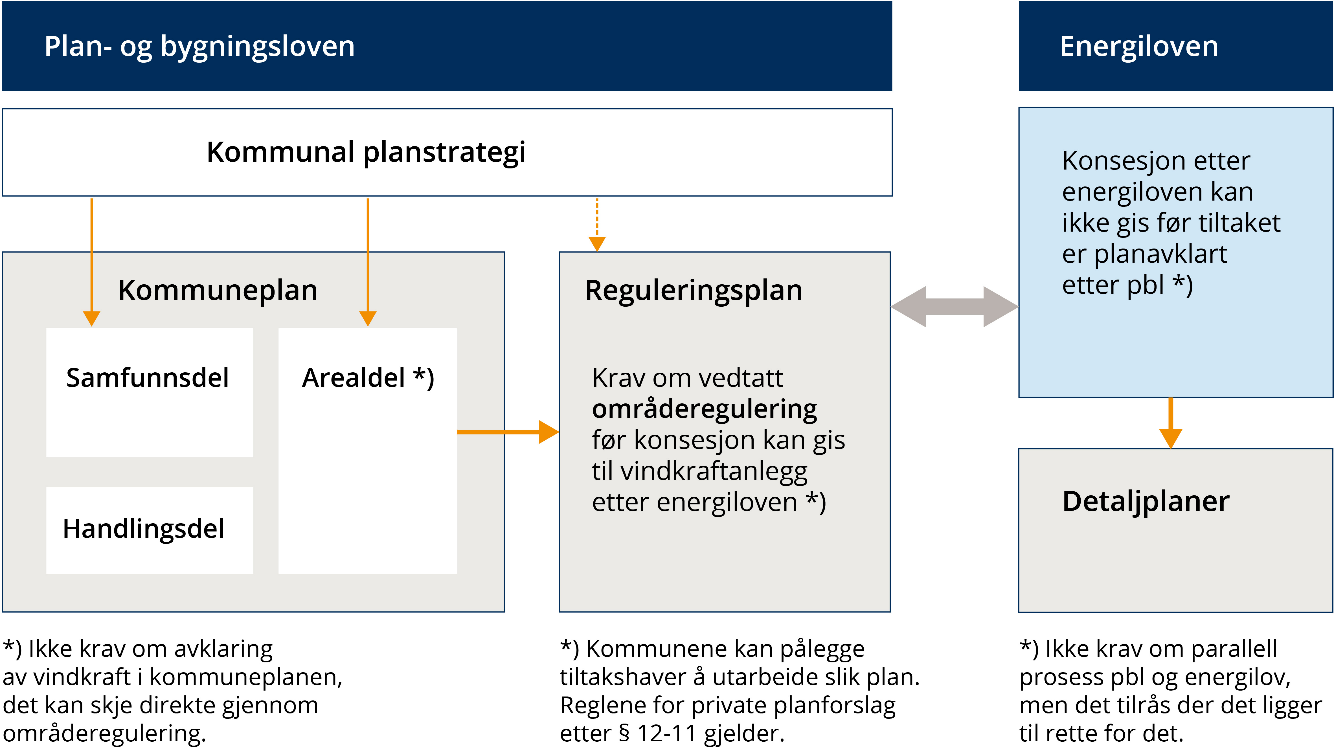 Plan- og bygningsloven
Energiloven
Kommunal planstrategi
Kommuneplan
Samfunnsdel
Arealdel *)
Handlingsdel
Reguleringsplan
Krav om vedtatt
områderegulering
før konsesjon kan gis
til vindkraftanlegg
etter energiloven *)
Konsesjon etter
energiloven kan
ikke gis før tiltaket
er planavklart
etter pbl *)
Detaljplaner
*) Ikke krav om avklaring
av vindkraft i kommuneplanen,
det kan skje direkte gjennom
områderegulering.
*) Kommunene kan pålegge
tiltakshaver å utarbeide slik plan.
Reglene for private planforslag
etter § 12-11 gjelder.
*) Ikke krav om parallell
prosess pbl og energilov,
men det tilrås der det ligger
til rette for det.